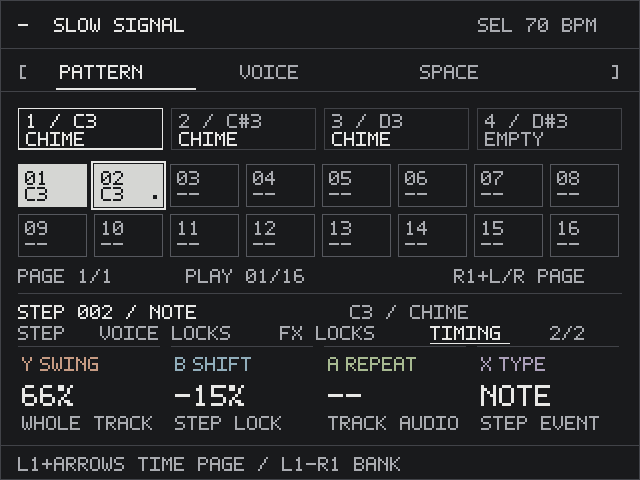 – SLOW SIGNAL SEL 70 BPM
[ PATTERN VOICE SPACE ]
1 / C3 2 / C#3 3 / D3 4 / D#3
CHIME CHIME CHIME EMPTY
01 02 03 04 05 06 07 08
C3 C3 . -- -- -- -- -- --
09 10 11 12 13 14 15 16
-- -- -- -- -- -- -- --
PAGE 1/1 PLAY 01/16 R1+L/R PAGE
STEP 002 / NOTE C3 / CHIME
STEP VOICE LOCKS FX LOCKS TIMING 2/2
Y SWING B SHIFT A REPEAT X TYPE
66% -15% -- NOTE
WHOLE TRACK STEP LOCK TRACK AUDIO STEP EVENT
L1+ARROWS TIME PAGE / L1-R1 BANK